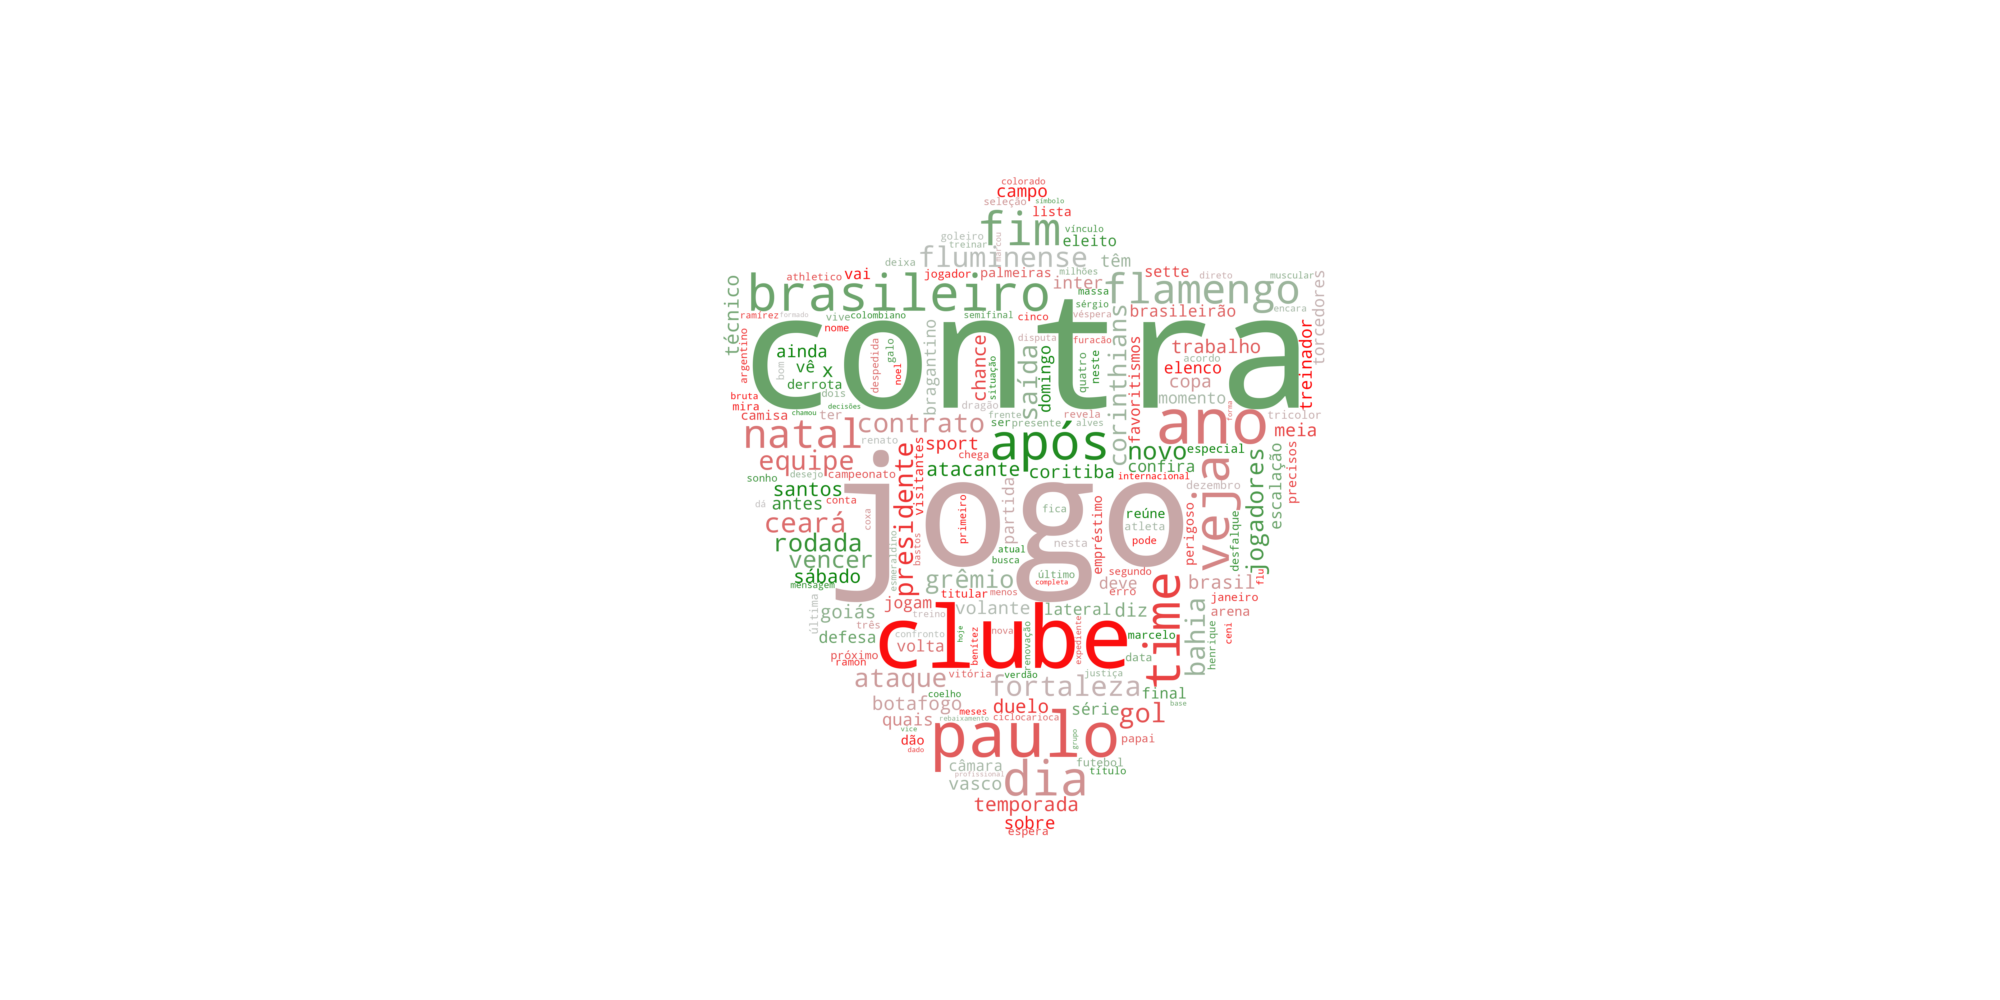 colorado
campo
seleção
símbolo
lista
fim
vínculo
goleiro
treinar
marcou
eleito
fluminense
têm
deixa
athletico
vai
jogador
palmeiras
milhões
inter
sette
direto
muscular
torcedores
técnico
brasileiro
massa
sérgio
flamengo
encara
ramírez
formado
vive
colombiano
semifinal
cinco
véspera
brasileirão
nome
contra
argentino
ainda
vê
x
derrota
bom
despedida
galo
noel
bragantino
chance
situação
disputa
saída
domingo
furacão
quatro
neste
corinthians
favoritismos
trabalho
acordo
elenco
copa
treinador
bruta
mira
camisa
dois
chamou
decisões
ter
dragão
frente
revela
momento
forma
tricolor
natal
contrato
renato
ser
presente
alves
ano
meia
equipe
visitantes
sport
chega
após
novo
especial
precisos
sonho
desejo
campeonato
atacante
coritiba
confira
internacional
veja
jogadores
escalação
santos
antes
dá
conta
jogo
presidente
dezembro
ceará
coxa
primeiro
partida
fica
reúne
atleta
pode
perigoso
desfalque
rodada
esmeraldino
bastos
atual
busca
nesta
empréstimo
vencer
sábado
mensagem
grêmio
último
completa
segundo
deve
erro
brasil
flu
titular
menos
última
goiás
jogam
treino
volante
lateral
diz
time
bahia
janeiro
arena
três
defesa
confronto
volta
clube
hoje
benítez
nova
renovação
expediente
marcelo
henrique
ceni
próximo
ramon
data
ataque
vitória
verdão
justiça
fortaleza
coelho
final
base
botafogo
quais
meses
rebaixamento
duelo
ciclo
carioca
série
gol
vice
dão
dado
paulo
grupo
papai
câmara
profissional
vasco
dia
futebol
título
temporada
sobre
espera